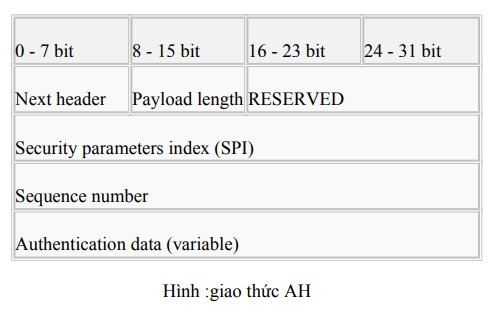 0 - 7 bit 8 - 15 bit 16 - 23 bit 24 - 31 bit
Next header Payload length RESERVED
Security parameters index (SPI)
Sequence number
Authentication data (variable)
Hình :giao thức AH